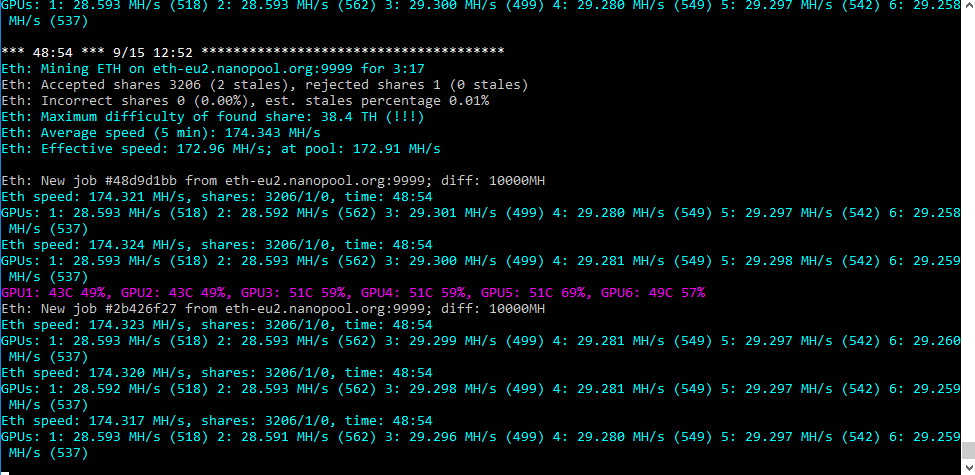 GPUs: 1: 28.593 MH/s (518) 2: 28.593 MH/s (562) 3: 29.300 MH/s (499) 4: 29.280 MH/s (549) 5: 29.297 MH/s (542) 6: 29.258
MH/s (537)
*** 48:54 *** 9/15 12:52 **************************************
Eth: Mining ETH on eth-eu2.nanopool.org:9999 for 3:17
Eth: Accepted shares 3206 (2 stales), rejected shares 1 (0 stales)
Eth: Incorrect shares 0 (0.00%), est. stales percentage 0.01%
Eth: Maximum difficulty of found share: 38.4 TH (!!!)
Eth: Average speed (5 min): 174.343 MH/s
Eth: Effective speed: 172.96 MH/s; at pool: 172.91 MH/s
Eth: New job #48d9d1bb from eth-eu2.nanopool.org:9999; diff: 10000MH
Eth speed: 174.321 MH/s, shares: 3206/1/0, time: 48:54
GPUs: 1: 28.593 MH/s (518) 2: 28.592 MH/s (562) 3: 29.301 MH/s (499) 4: 29.280 MH/s (549) 5: 29.297 MH/s (542) 6: 29.258
MH/s (537)
Eth speed: 174.324 MH/s, shares: 3206/1/0, time: 48:54
GPUs: 1: 28.593 MH/s (518) 2: 28.593 MH/s (562) 3: 29.300 MH/s (499) 4: 29.281 MH/s (549) 5: 29.298 MH/s (542) 6: 29.259
MH/s (537)
GPU1: 43C 49%, GPU2: 43C 49%, GPU3: 51C 59%, GPU4: 51C 59%, GPU5: 51C 69%, GPU6: 49C 57%
Eth: New job #2b426f27 from eth-eu2.nanopool.org:9999; diff: 10000MH
Eth speed: 174.323 MH/s, shares: 3206/1/0, time: 48:54
GPUs: 1: 28.593 MH/s (518) 2: 28.593 MH/s (562) 3: 29.299 MH/s (499) 4: 29.281 MH/s (549) 5: 29.297 MH/s (542) 6: 29.260
MH/s (537)
Eth speed: 174.320 MH/s, shares: 3206/1/0, time: 48:54
GPUs: 1: 28.592 MH/s (518) 2: 28.593 MH/s (562) 3: 29.298 MH/s (499) 4: 29.281 MH/s (549) 5: 29.297 MH/s (542) 6: 29.259
MH/s (537)
Eth speed: 174.317 MH/s, shares: 3206/1/0, time: 48:54
GPUs: 1: 28.593 MH/s (518) 2: 28.591 MH/s (562) 3: 29.296 MH/s (499) 4: 29.280 MH/s (549) 5: 29.297 MH/s (542) 6: 29.259
MH/s (537)